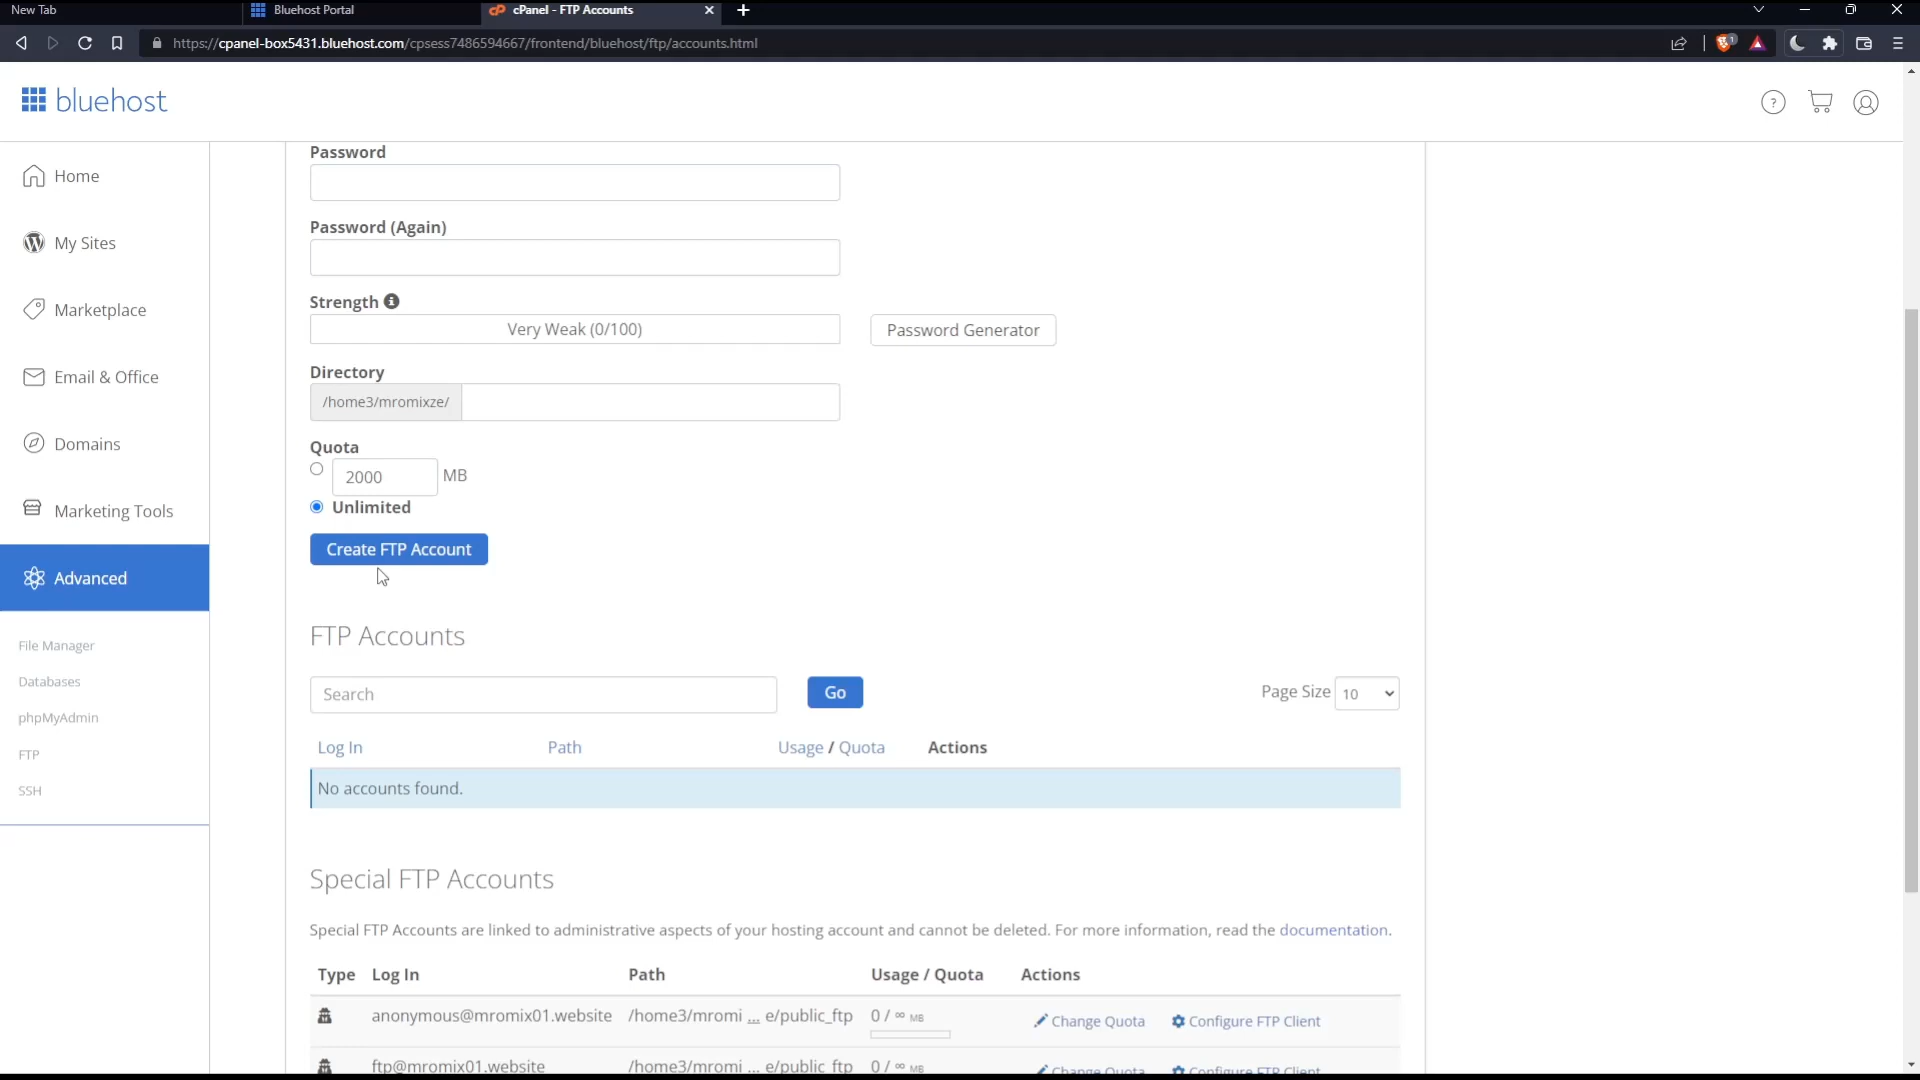 New Tab
Bluehost Portal
cPanel - FTP Accounts
https://cpanel-box5431.bluehost.com/cpsess7486594667/frontend/bluehost/ftp/accounts.html
1
bluehost
?
Home
My Sites
Marketplace
Email & Office
Domains
Marketing Tools
Advanced
File Manager
Databases
phpMyAdmin
FTP
SSH
Password
Password (Again)
Strength
Very Weak (0/100)
Password Generator
Directory
/home3/mromixze/
Quota
2000 MB
Unlimited
Create FTP Account
FTP Accounts
Search Go Page Size 10
Log In Path Usage / Quota Actions
No accounts found.
Special FTP Accounts
Special FTP Accounts are linked to administrative aspects of your hosting account and cannot be deleted. For more information, read the documentation.
Type Log In Path Usage / Quota Actions
anonymous@mromix01.website /home3/mromi ... e/public_ftp 0 / ∞ MB Change Quota Configure FTP Client
ftp@mromix01.website /home3/mromi ... e/public_ftp 0 / ∞ MB Change Quota Configure FTP Client